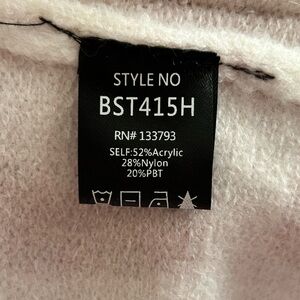 STYLE NO
BST415H
RN# 133793
SELF:52%Acrylic
28%Nylon
20%PBT